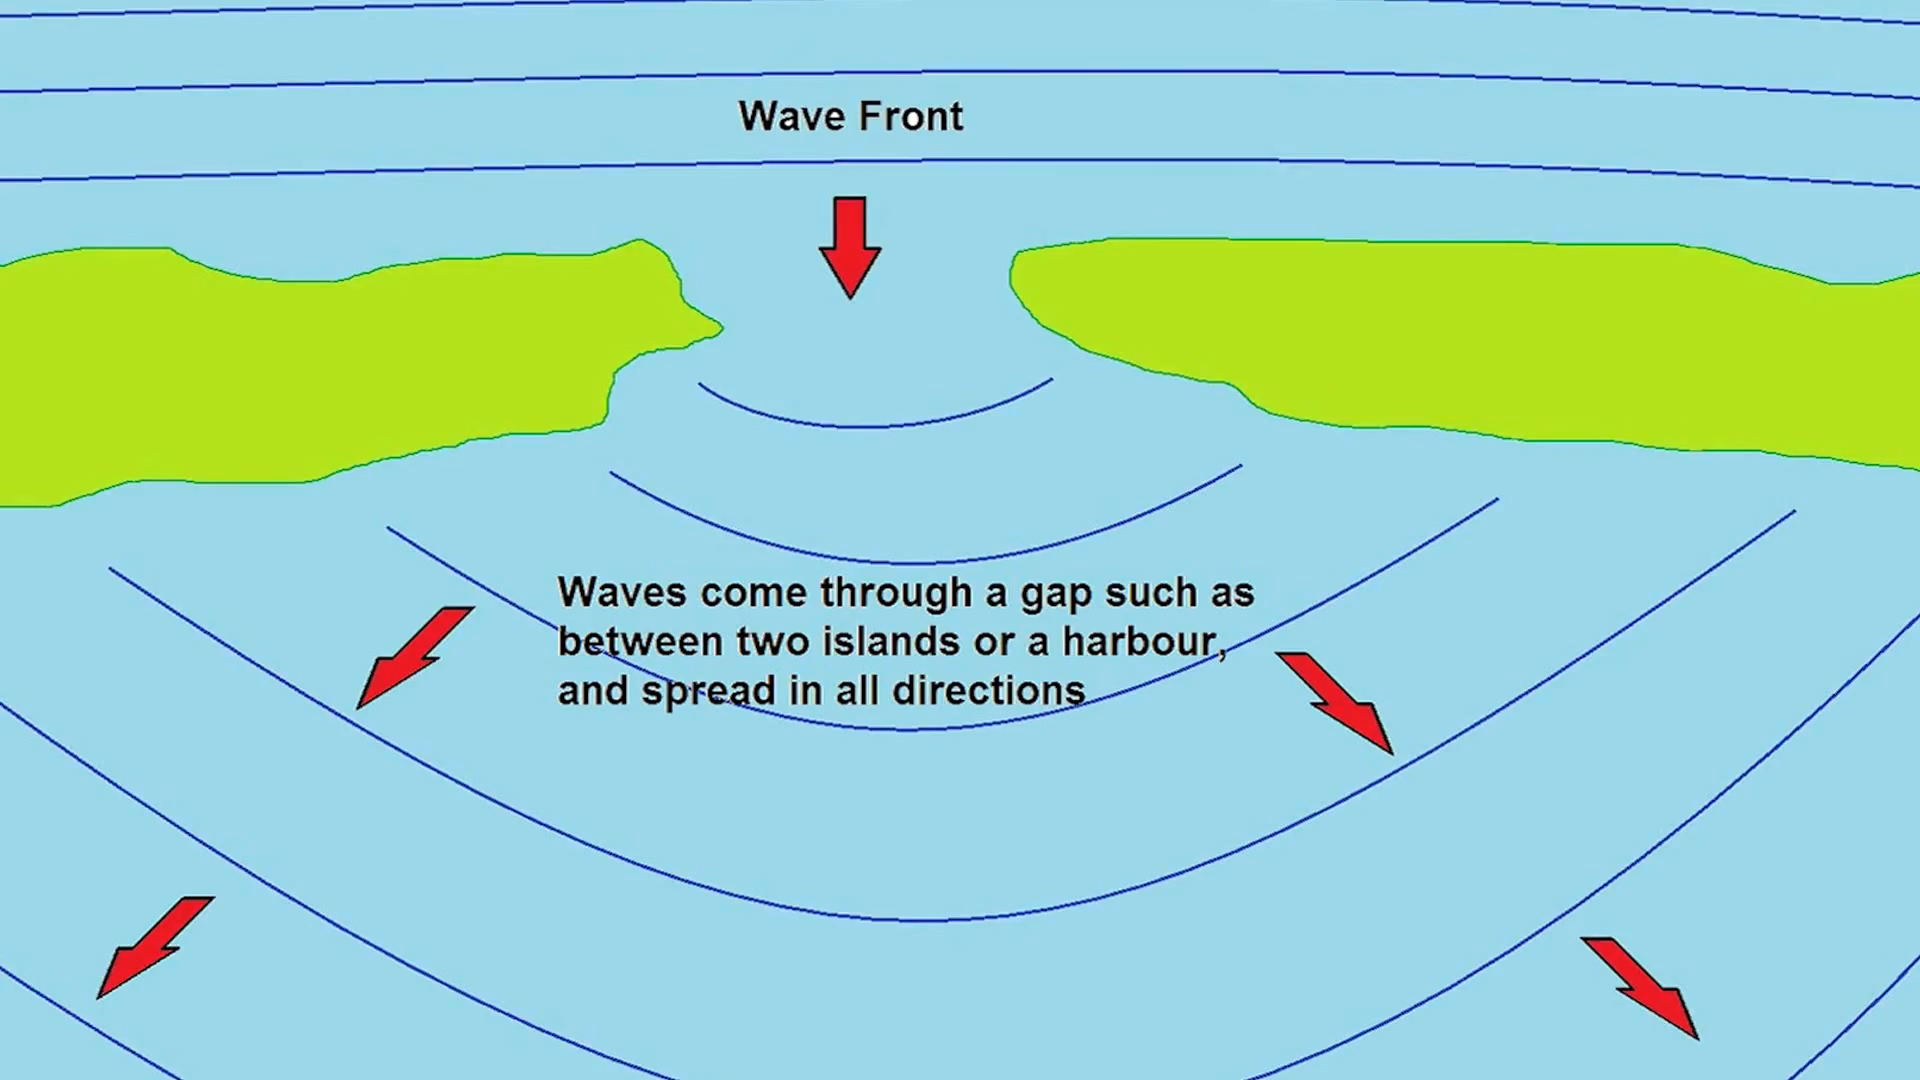 Wave Front
Waves come through a gap such as
between two islands or a harbour,
and spread in all directions